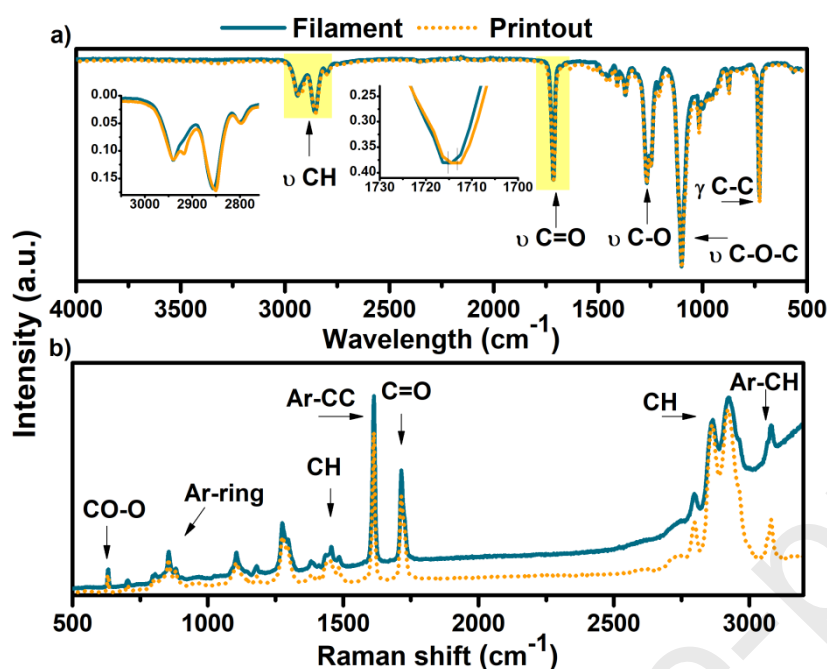 Filament Printout
a)
0.00
0.05
0.10
0.15
3000 2900 2800
0.25
0.30
0.35
0.40
1730 1720 1710 1700
υ CH
υ C=O
υ C-O
γ C-C
υ C-O-C
4000 3500 3000 2500 2000 1500 1000 500
Wavelength (cm⁻¹)
Intensity (a.u.)
b)
CO-O
Ar-ring
CH
Ar-CC
C=O
CH
Ar-CH
500 1000 1500 2000 2500 3000
Raman shift (cm⁻¹)